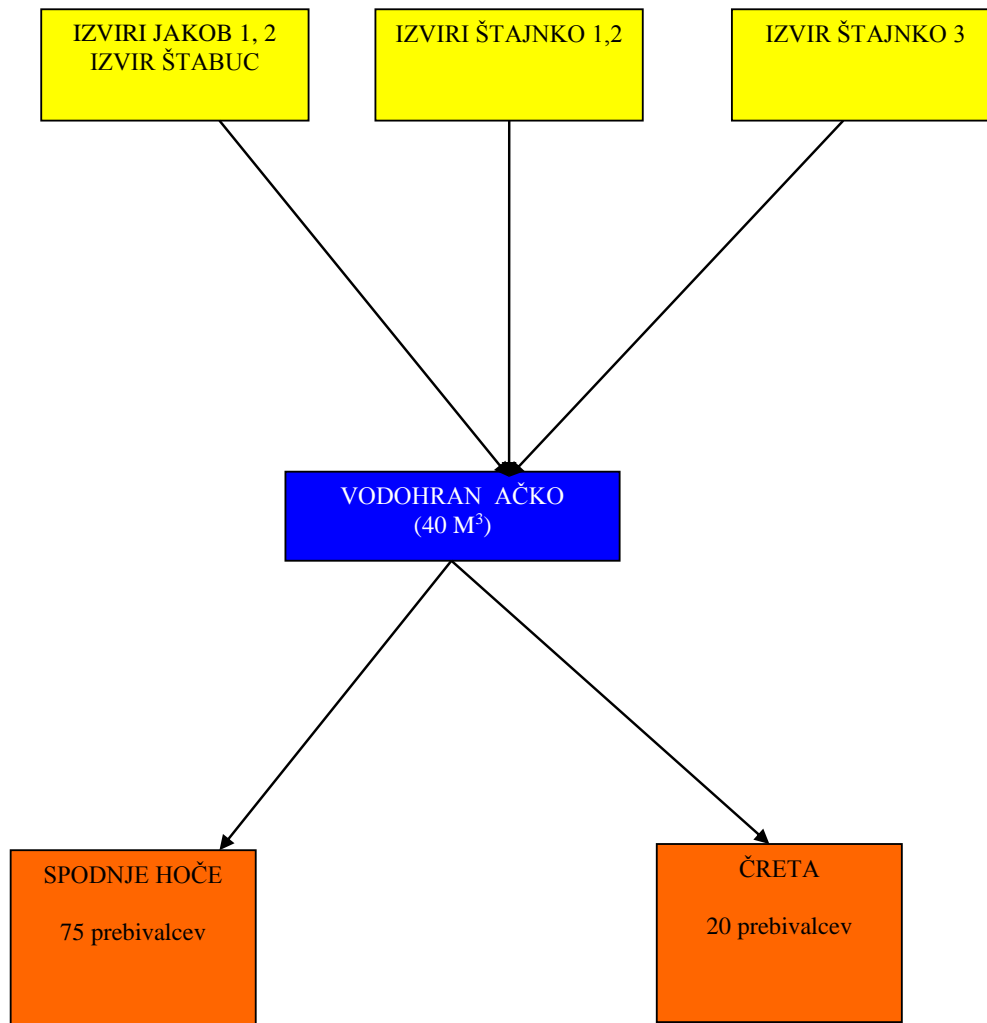 IZVIRI JAKOB 1, 2
IZVIR ŠTABUC
IZVIRI ŠTAJNKO 1,2
IZVIR ŠTAJNKO 3
VODOHRAN  AČKO
(40 M³)
SPODNJE HOČE
75 prebivalcev
ČRETA
20 prebivalcev